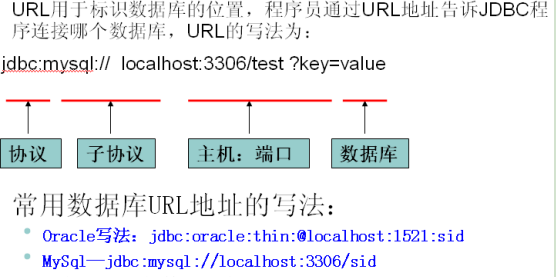 URL用于标识数据库的位置，程序员通过URL地址告诉JDBC程
序连接哪个数据库，URL的写法为：
jdbc:mysql:// localhost:3306/test ?key=value
协议 子协议 主机：端口 数据库
常用数据库URL地址的写法：
Oracle写法：jdbc:oracle:thin:@localhost:1521:sid
MySql—jdbc:mysql://localhost:3306/sid